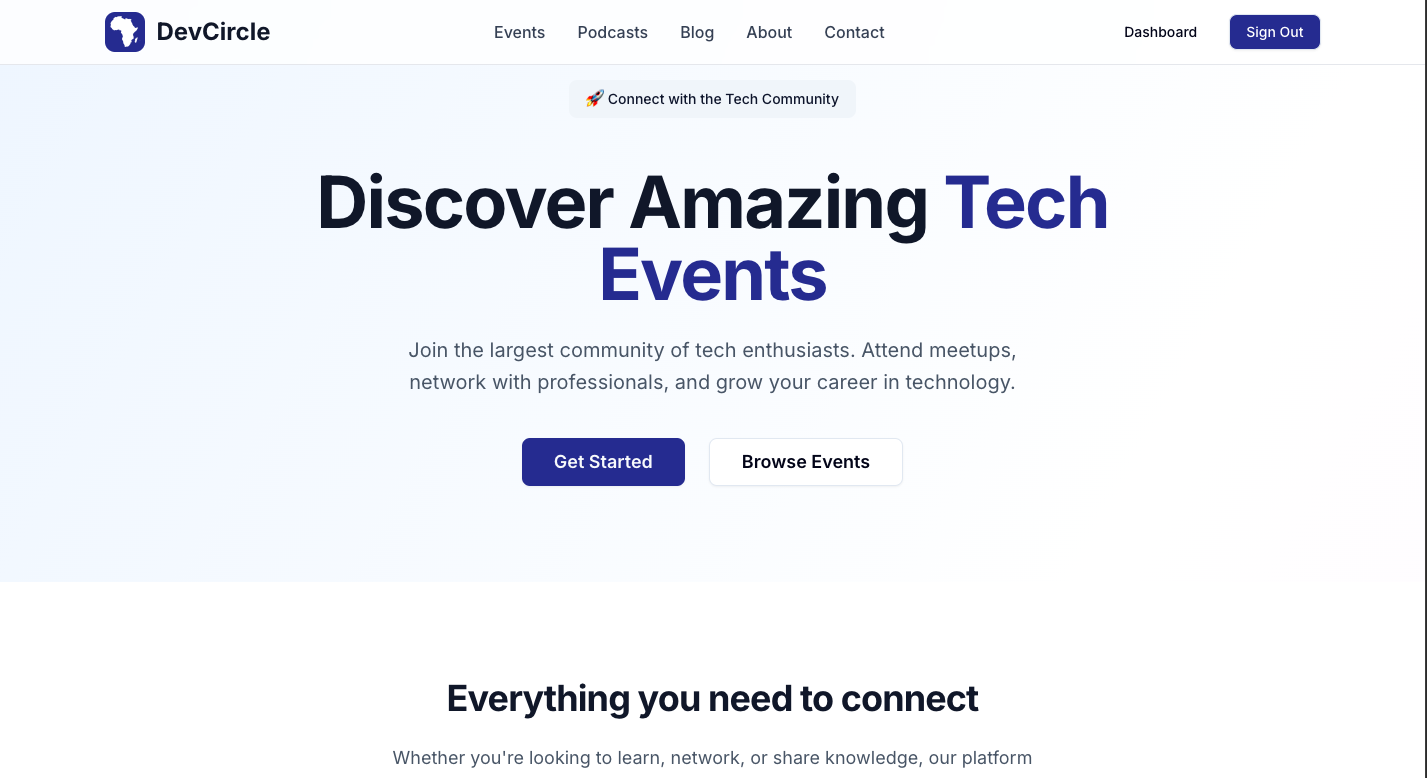 DevCircle
Events
Podcasts
Blog
About
Contact
Dashboard
Sign Out
🚀 Connect with the Tech Community
Discover Amazing Tech
Events
Join the largest community of tech enthusiasts. Attend meetups,
network with professionals, and grow your career in technology.
Get Started
Browse Events
Everything you need to connect
Whether you're looking to learn, network, or share knowledge, our platform